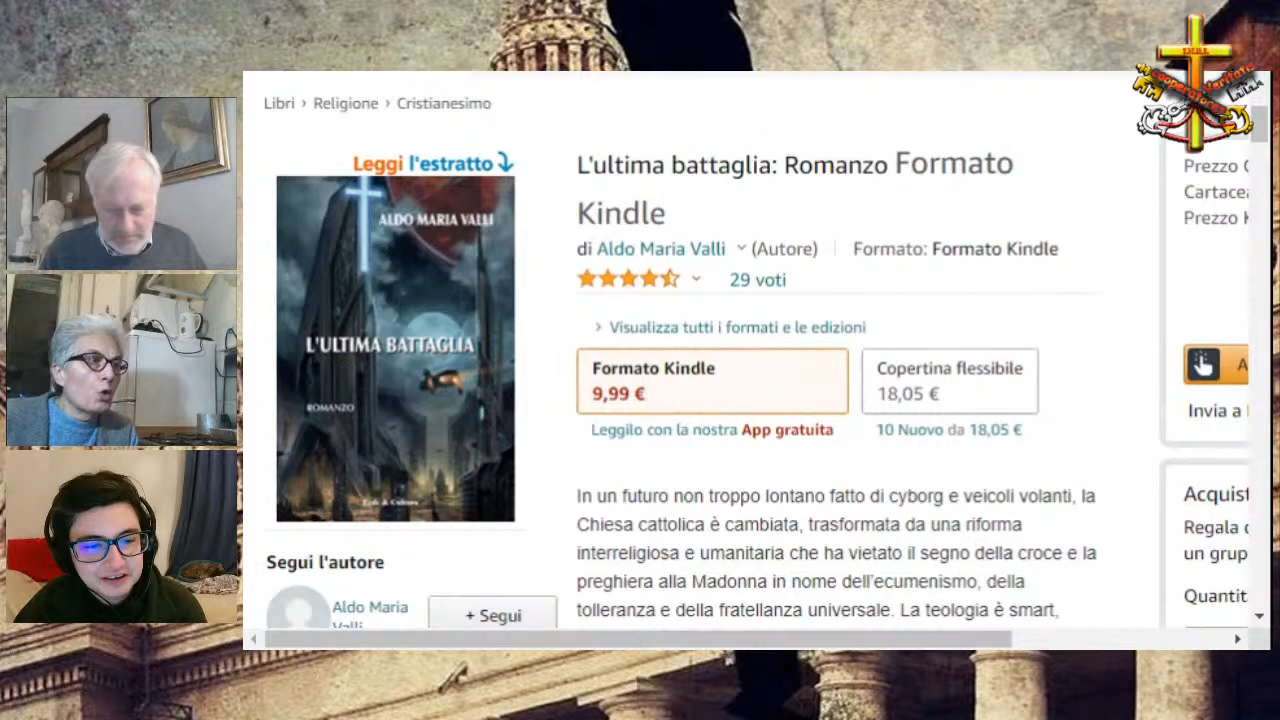 I.N.R.I.
cooperatores Veritatis
Libri › Religione › Cristianesimo
Leggi l'estratto
ALDO MARIA VALLI
L'ULTIMA BATTAGLIA
ROMANZO
L'ultima battaglia: Romanzo Formato
Kindle
di Aldo Maria Valli (Autore) Formato: Formato Kindle
29 voti
Visualizza tutti i formati e le edizioni
Formato Kindle
9,99 €
Leggilo con la nostra App gratuita
Copertina flessibile
18,05 €
10 Nuovo da 18,05 €
In un futuro non troppo lontano fatto di cyborg e veicoli volanti, la
Chiesa cattolica è cambiata, trasformata da una riforma
interreligiosa e umanitaria che ha vietato il segno della croce e la
preghiera alla Madonna in nome dell'ecumenismo, della
tolleranza e della fratellanza universale. La teologia è smart,
Segui l'autore
Aldo Maria
Valli
+ Segui
Prezzo
Cartacea
Prezzo K
A
Invia a
Acquist
Regala
un grup
Quantit